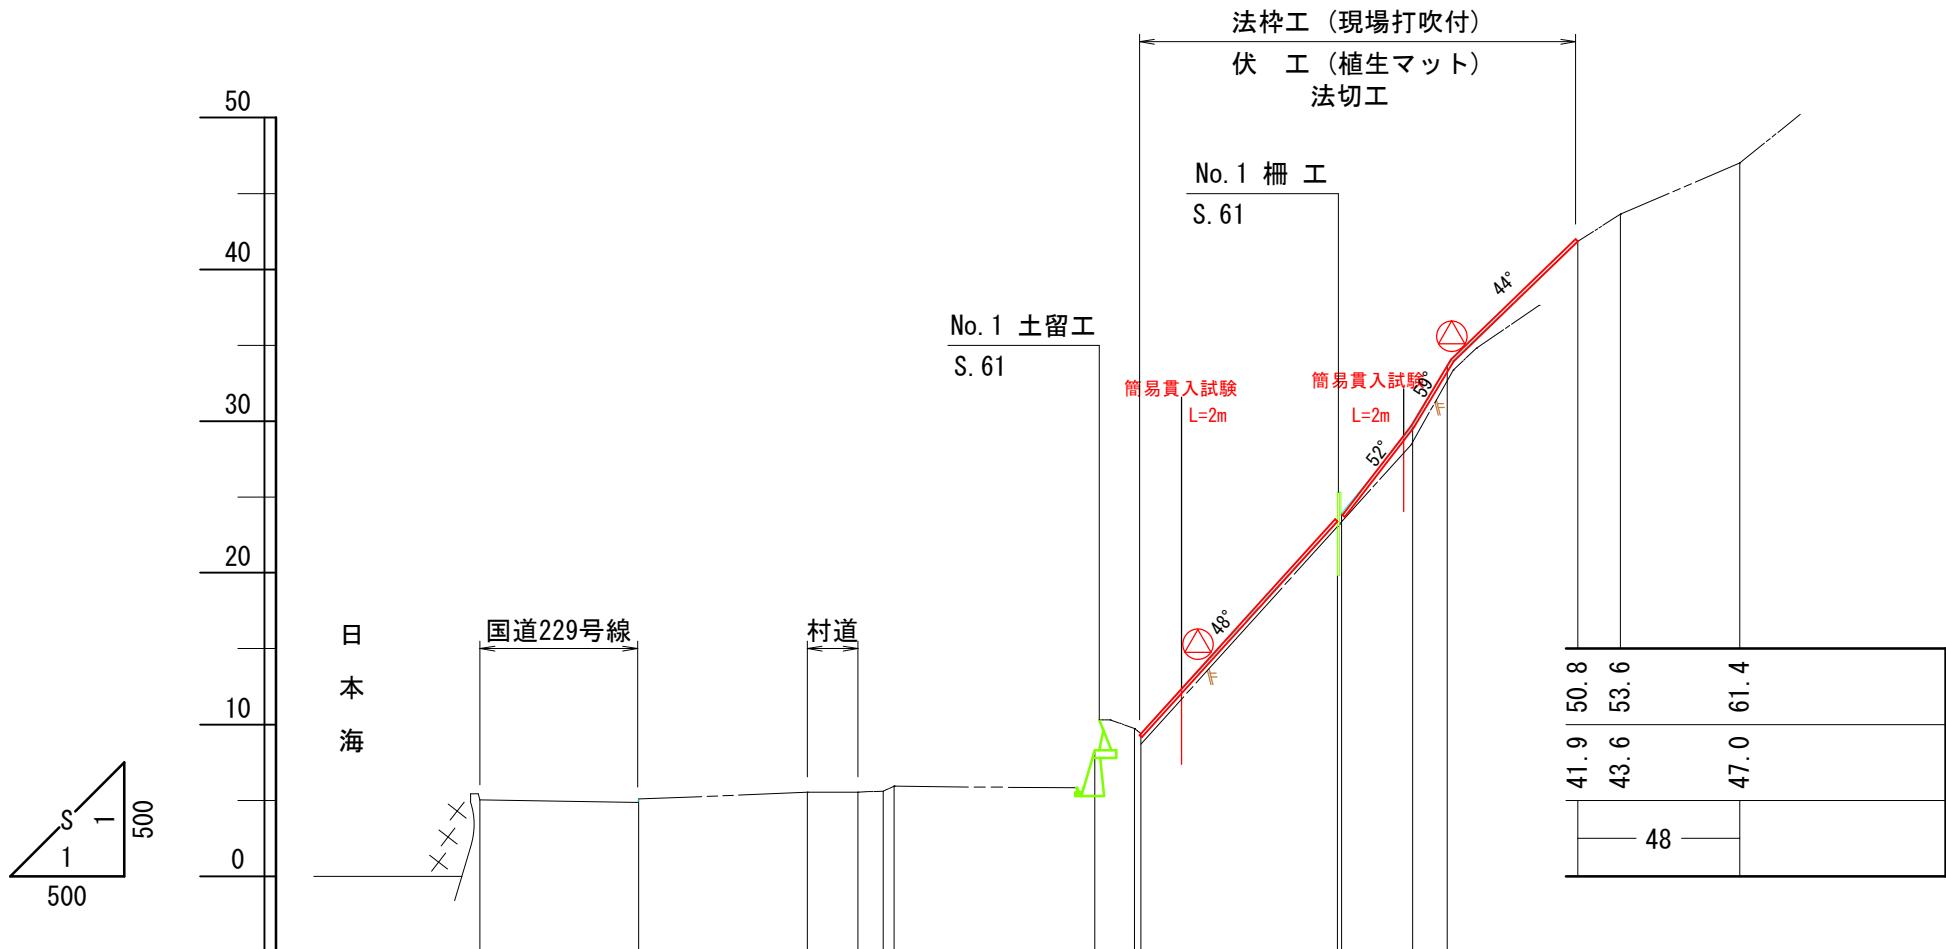 法枠工（現場打吹付）
伏　工（植生マット）
法切工
50
No.1 柵 工
S.61
40
44°
No.1 土留工
S.61
簡易貫入試験
L=2m
簡易貫入試験
L=2m
59°
30
52°
20
48°
日本海
国道229号線
村道
10
50.8
53.6
61.4
41.9
43.6
47.0
48
0
S
1
1
500
500